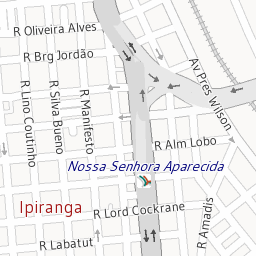 R Oliveira Alves
R Brg Jordão
Av Pres Wilson
R Lino Coutinho
R Silva Bueno
R Manifesto
R Alm Lobo
Nossa Senhora Aparecida
Ipiranga
R Lord Cockrane
R Amadis
R Labatut